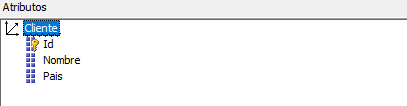 Atributos
Cliente
Id
Nombre
Pais